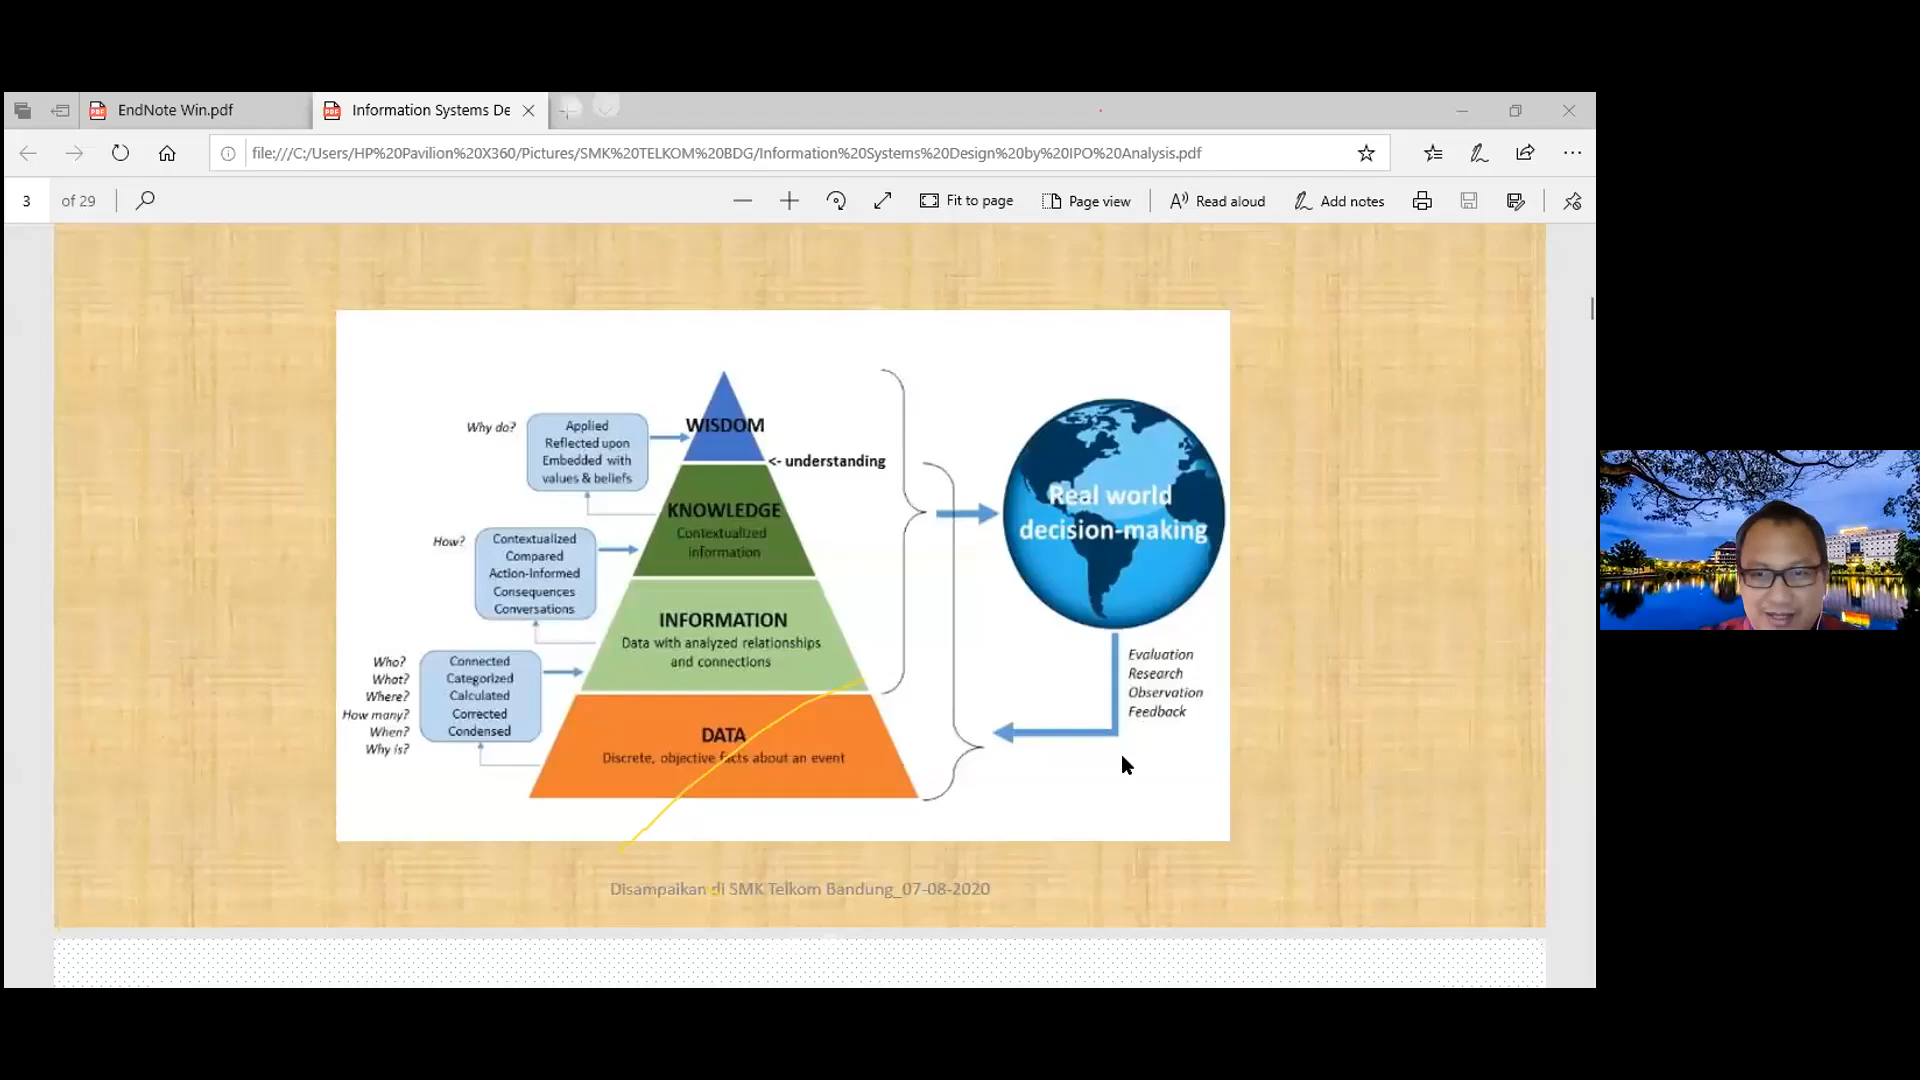 EndNote Win.pdf
Information Systems De
file:///C:/Users/HP%20Pavilion%20X360/Pictures/SMK%20TELKOM%20BDG/Information%20Systems%20Design%20by%20IPO%20Analysis.pdf
3 of 29
Fit to page
Page view
Read aloud
Add notes
WISDOM
<- understanding
KNOWLEDGE
Contextualized
information
INFORMATION
Data with analyzed relationships
and connections
DATA
Discrete, objective facts about an event
Why do?
Applied
Reflected upon
Embedded with
values & beliefs
How?
Contextualized
Compared
Action-Informed
Consequences
Conversations
Who?
What?
Where?
How many?
When?
Why is?
Connected
Categorized
Calculated
Corrected
Condensed
Real world
decision-making
Evaluation
Research
Observation
Feedback
Disampaikan di SMK Telkom Bandung_07-08-2020